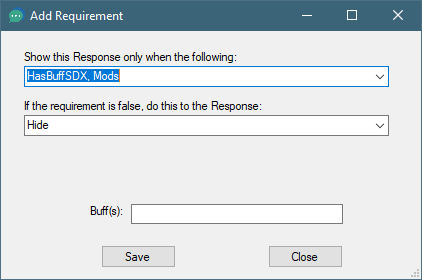 Add Requirement
Show this Response only when the following:
HasBuffSDX, Mods
If the requirement is false, do this to the Response:
Hide
Buff(s):
Save
Close